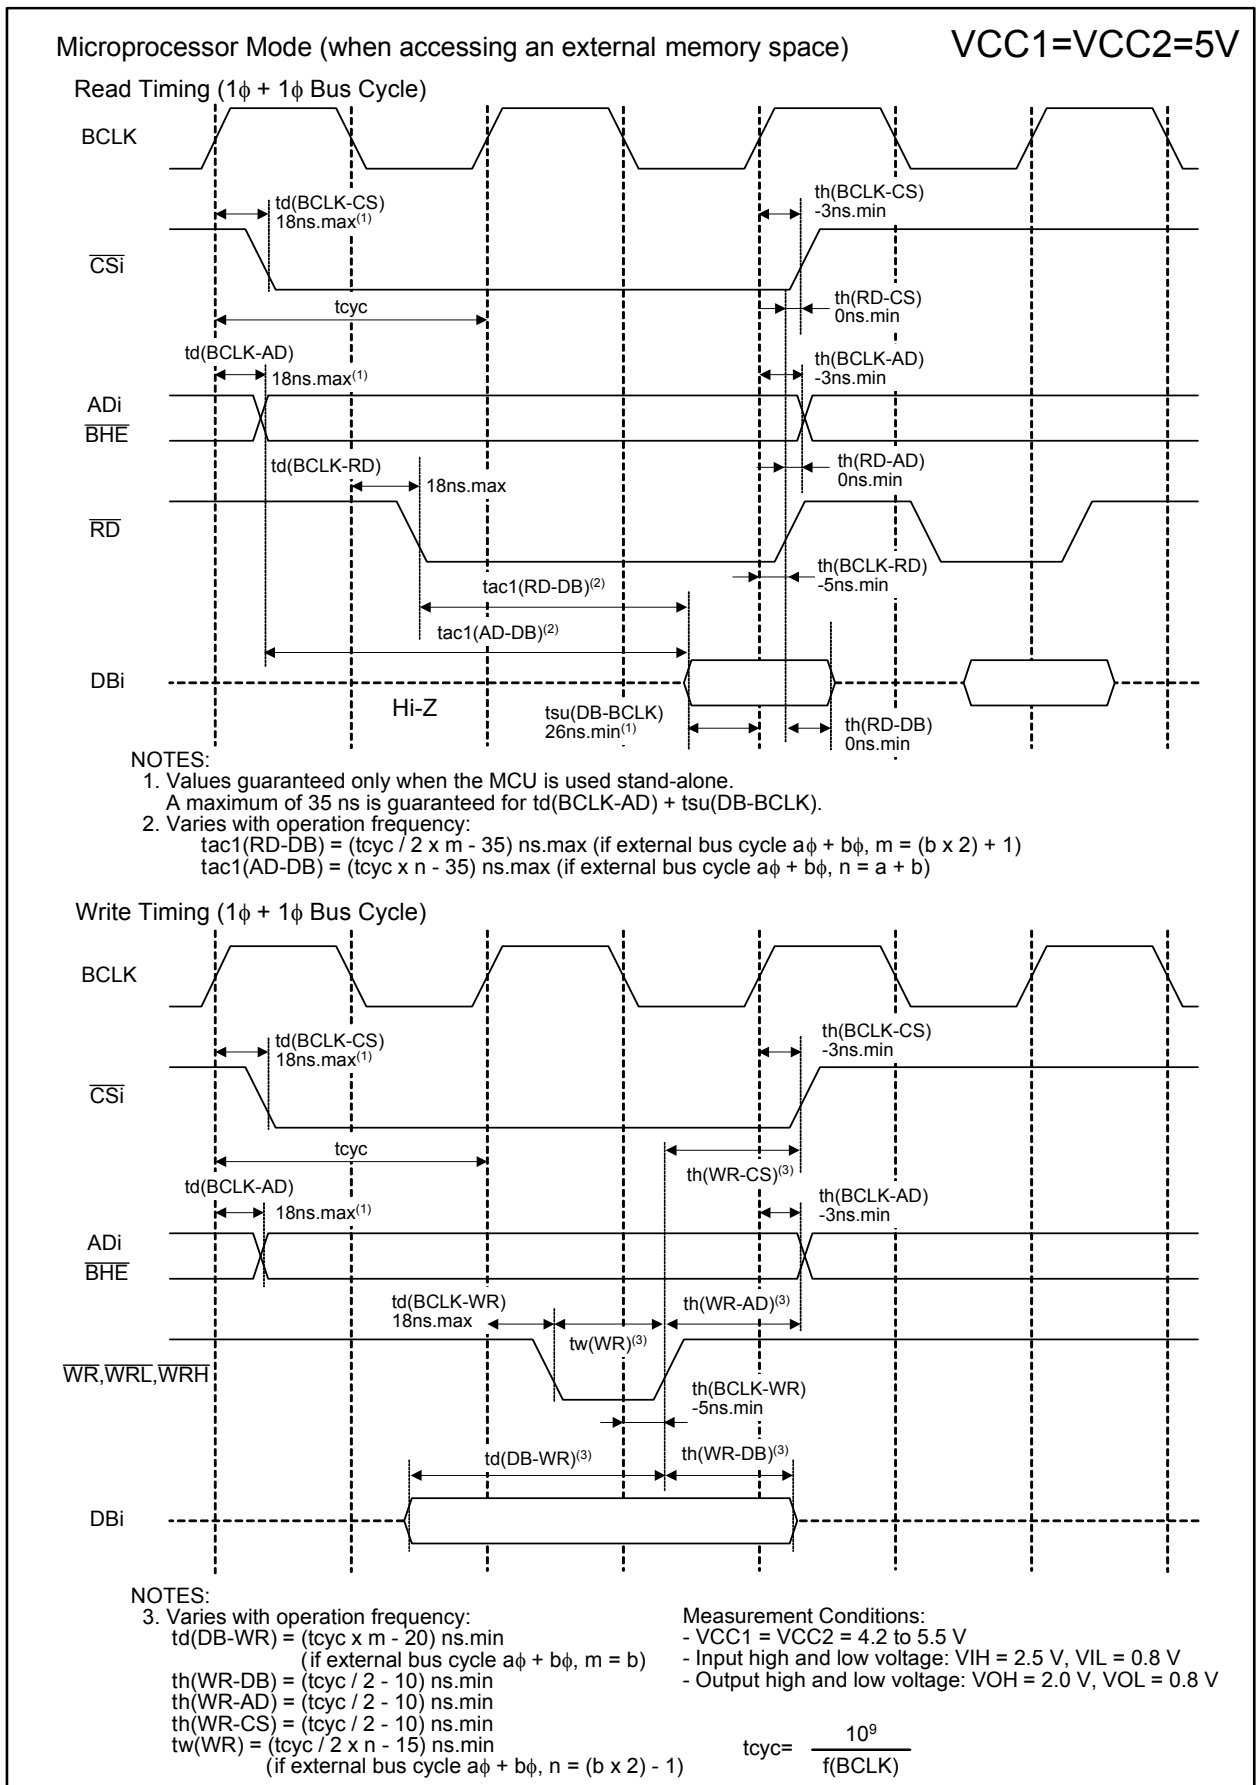 Microprocessor Mode (when accessing an external memory space)
VCC1=VCC2=5V
Read Timing (1ϕ + 1ϕ Bus Cycle)
BCLK
td(BCLK-CS)
18ns.max(1)
th(BCLK-CS)
-3ns.min
CSi
tcyc
th(RD-CS)
0ns.min
td(BCLK-AD)
18ns.max(1)
th(BCLK-AD)
-3ns.min
ADi
BHE
td(BCLK-RD)
18ns.max
th(RD-AD)
0ns.min
RD
th(BCLK-RD)
-5ns.min
tac1(RD-DB)(2)
tac1(AD-DB)(2)
DBi
Hi-Z
tsu(DB-BCLK)
26ns.min(1)
th(RD-DB)
0ns.min
NOTES:
1. Values guaranteed only when the MCU is used stand-alone.
A maximum of 35 ns is guaranteed for td(BCLK-AD) + tsu(DB-BCLK).
2. Varies with operation frequency:
tac1(RD-DB) = (tcyc / 2 x m - 35) ns.max (if external bus cycle aϕ + bϕ, m = (b x 2) + 1)
tac1(AD-DB) = (tcyc x n - 35) ns.max (if external bus cycle aϕ + bϕ, n = a + b)
Write Timing (1ϕ + 1ϕ Bus Cycle)
BCLK
td(BCLK-CS)
18ns.max(1)
th(BCLK-CS)
-3ns.min
CSi
tcyc
th(WR-CS)(3)
td(BCLK-AD)
18ns.max(1)
th(BCLK-AD)
-3ns.min
ADi
BHE
td(BCLK-WR)
18ns.max
tw(WR)(3)
th(WR-AD)(3)
WR,WRL,WRH
th(BCLK-WR)
-5ns.min
td(DB-WR)(3)
th(WR-DB)(3)
DBi
NOTES:
3. Varies with operation frequency:
td(DB-WR) = (tcyc x m - 20) ns.min
(if external bus cycle aϕ + bϕ, m = b)
th(WR-DB) = (tcyc / 2 - 10) ns.min
th(WR-AD) = (tcyc / 2 - 10) ns.min
th(WR-CS) = (tcyc / 2 - 10) ns.min
tw(WR) = (tcyc / 2 x n - 15) ns.min
(if external bus cycle aϕ + bϕ, n = (b x 2) - 1)
Measurement Conditions:
- VCC1 = VCC2 = 4.2 to 5.5 V
- Input high and low voltage: VIH = 2.5 V, VIL = 0.8 V
- Output high and low voltage: VOH = 2.0 V, VOL = 0.8 V
tcyc=
10⁹
f(BCLK)